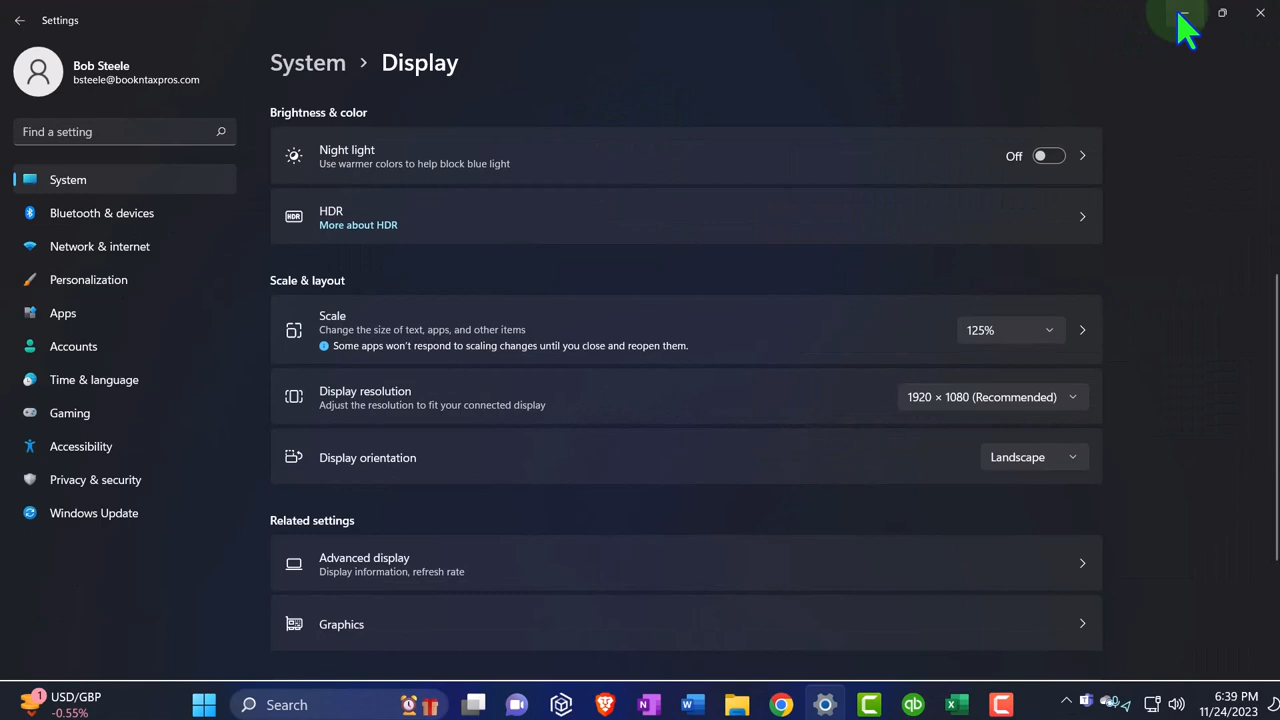 Settings
Bob Steele
bsteele@bookntaxpros.com
Find a setting
System
Bluetooth & devices
Network & internet
Personalization
Apps
Accounts
Time & language
Gaming
Accessibility
Privacy & security
Windows Update
System > Display
Brightness & color
Night light
Use warmer colors to help block blue light
Off
HDR
HDR
More about HDR
Scale & layout
Scale
Change the size of text, apps, and other items
Some apps won't respond to scaling changes until you close and reopen them.
125%
Display resolution
Adjust the resolution to fit your connected display
1920 × 1080 (Recommended)
Display orientation
Landscape
Related settings
Advanced display
Display information, refresh rate
Graphics
1
USD/GBP
-0.55%
Search
6:39 PM
11/24/2023